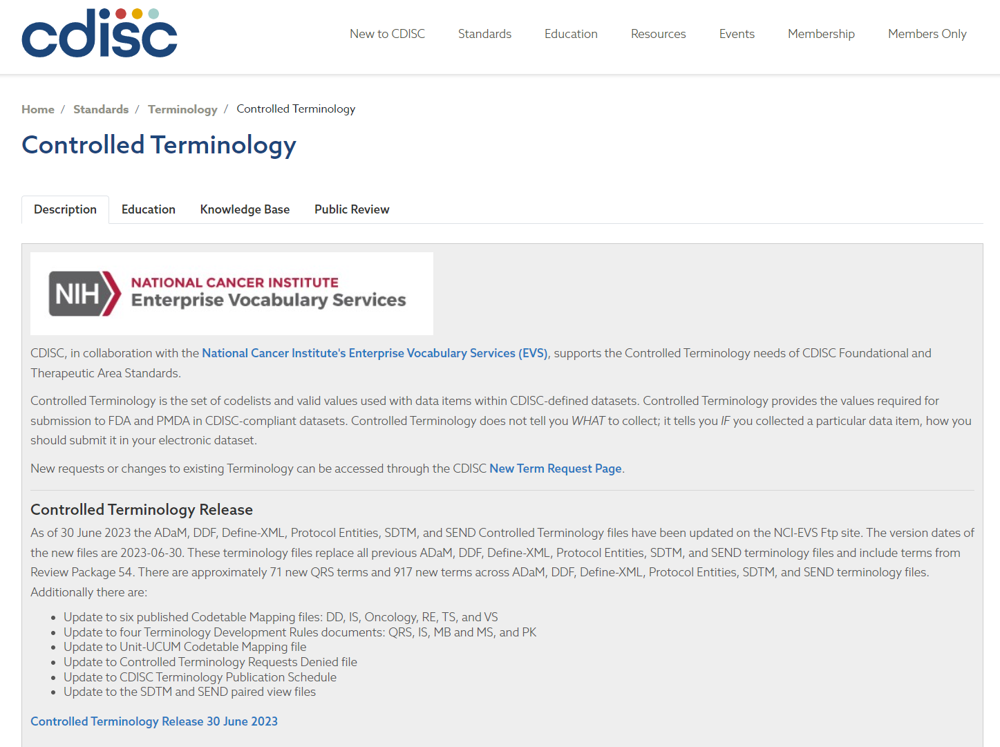 cdisc
New to CDISC Standards Education Resources Events Membership Members Only
Home / Standards / Terminology / Controlled Terminology
Controlled Terminology
Description Education Knowledge Base Public Review
NIH NATIONAL CANCER INSTITUTE
Enterprise Vocabulary Services
CDISC, in collaboration with the National Cancer Institute's Enterprise Vocabulary Services (EVS), supports the Controlled Terminology needs of CDISC Foundational and
Therapeutic Area Standards.
Controlled Terminology is the set of codelists and valid values used with data items within CDISC-defined datasets. Controlled Terminology provides the values required for
submission to FDA and PMDA in CDISC-compliant datasets. Controlled Terminology does not tell you WHAT to collect; it tells you IF you collected a particular data item, how you
should submit it in your electronic dataset.
New requests or changes to existing Terminology can be accessed through the CDISC New Term Request Page.
Controlled Terminology Release
As of 30 June 2023 the ADaM, DDF, Define-XML, Protocol Entities, SDTM, and SEND Controlled Terminology files have been updated on the NCI-EVS Ftp site. The version dates of
the new files are 2023-06-30. These terminology files replace all previous ADaM, DDF, Define-XML, Protocol Entities, SDTM, and SEND terminology files and include terms from
Review Package 54. There are approximately 71 new QRS terms and 917 new terms across ADaM, DDF, Define-XML, Protocol Entities, SDTM, and SEND terminology files.
Additionally there are:
• Update to six published Codetable Mapping files: DD, IS, Oncology, RE, TS, and VS
• Update to four Terminology Development Rules documents: QRS, IS, MB and MS, and PK
• Update to Unit-UCUM Codetable Mapping file
• Update to Controlled Terminology Requests Denied file
• Update to CDISC Terminology Publication Schedule
• Update to the SDTM and SEND paired view files
Controlled Terminology Release 30 June 2023